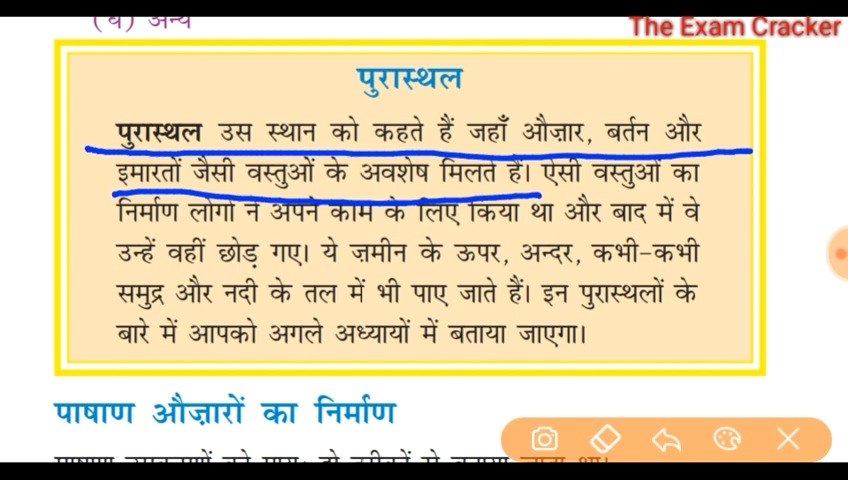 (घ) अन्य
The Exam Cracker
पुरास्थल
पुरास्थल उस स्थान को कहते हैं जहाँ औज़ार, बर्तन और
इमारतों जैसी वस्तुओं के अवशेष मिलते हैं। ऐसी वस्तुओं का
निर्माण लोगों ने अपने काम के लिए किया था और बाद में वे
उन्हें वहीं छोड़ गए। ये ज़मीन के ऊपर, अन्दर, कभी-कभी
समुद्र और नदी के तल में भी पाए जाते हैं। इन पुरास्थलों के
बारे में आपको अगले अध्यायों में बताया जाएगा।
पाषाण औज़ारों का निर्माण